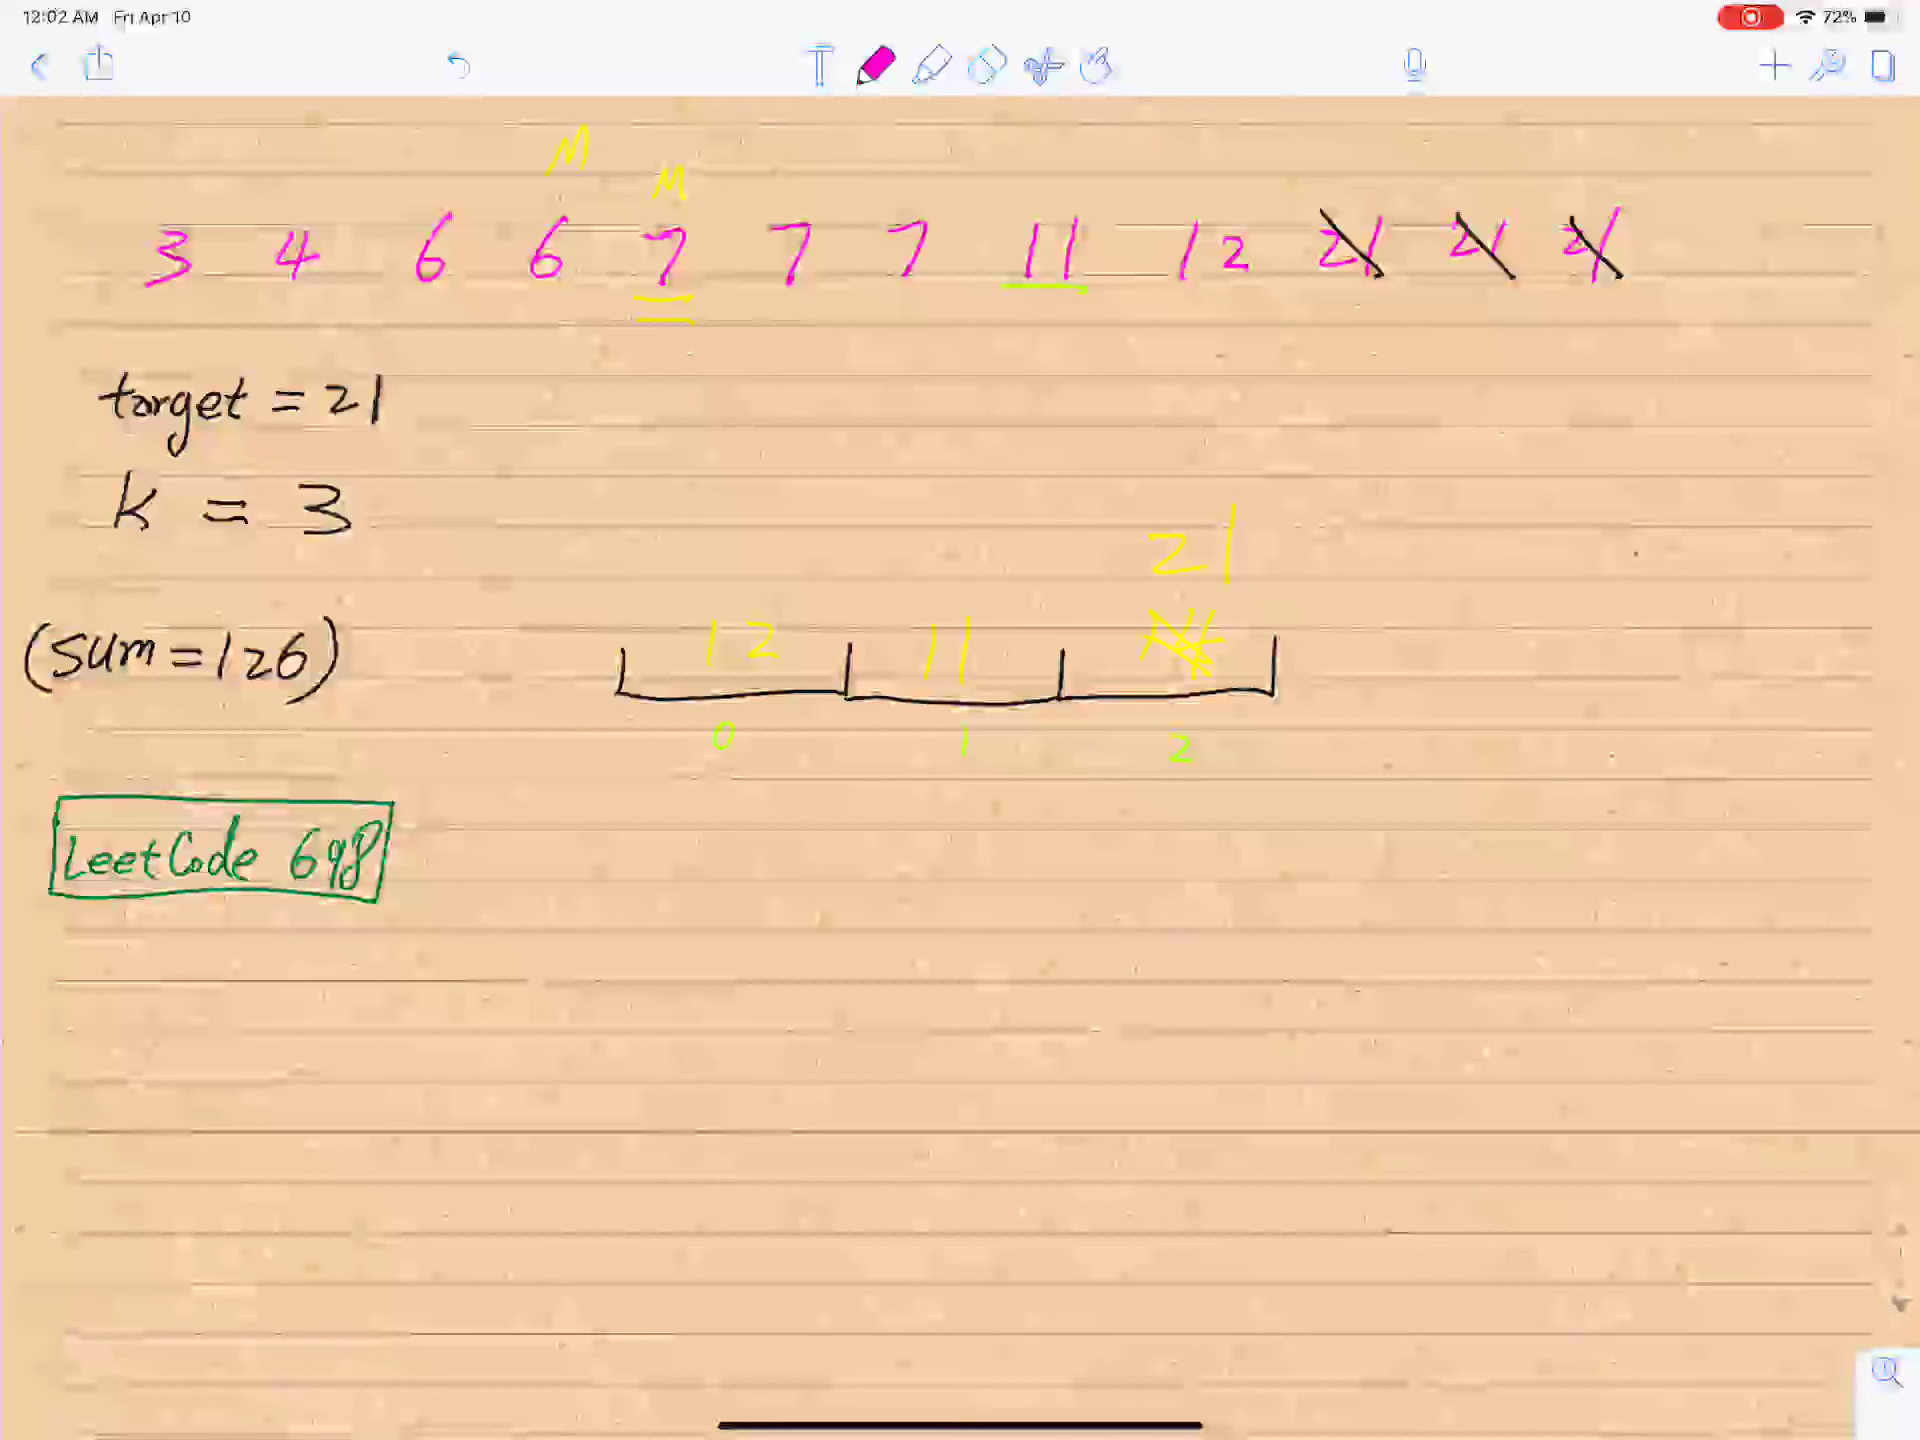 12:02 AM Fri Apr 10 72%
M
M
3 4 6 6 7 7 7 11 12 21 21 21
target = 21
k = 3
21
(sum=126) 12 11
0 1 2
LeetCode 698